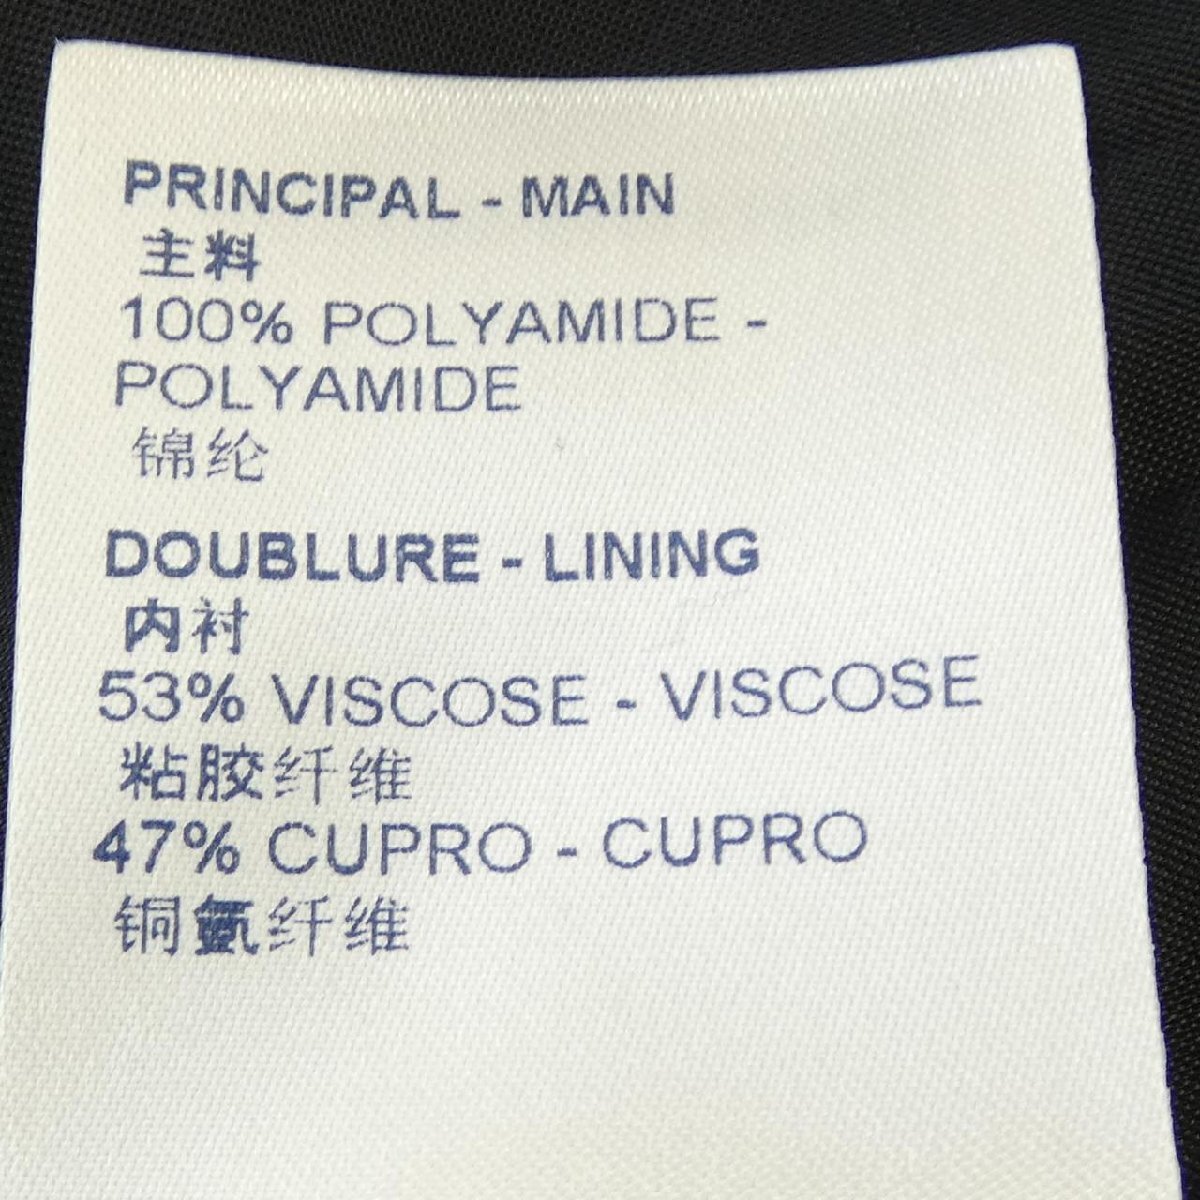 PRINCIPAL - MAIN
主料
100% POLYAMIDE -
POLYAMIDE
锦纶
DOUBLURE - LINING
内衬
53% VISCOSE - VISCOSE
粘胶纤维
47% CUPRO - CUPRO
铜氨纤维